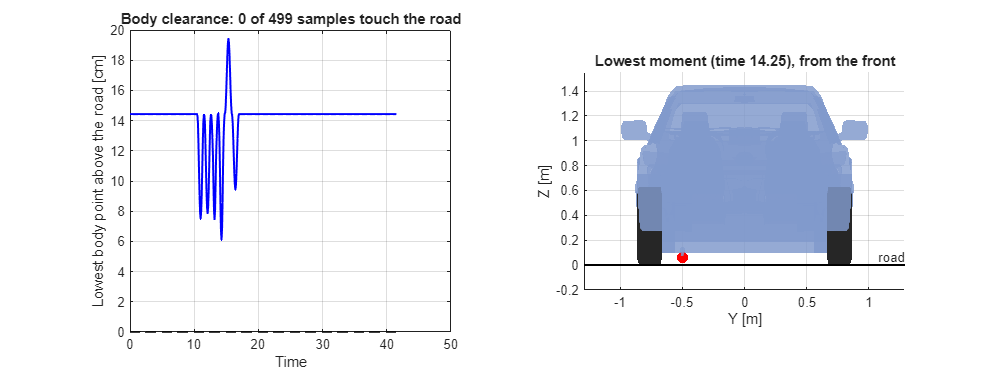 Body clearance: 0 of 499 samples touch the road
Lowest body point above the road [cm]
20
18
16
14
12
10
8
6
4
2
0
0 10 20 30 40 50
Time
Lowest moment (time 14.25), from the front
Z [m]
1.4
1.2
1
0.8
0.6
0.4
0.2
0
-0.2
road
-1 -0.5 0 0.5 1
Y [m]